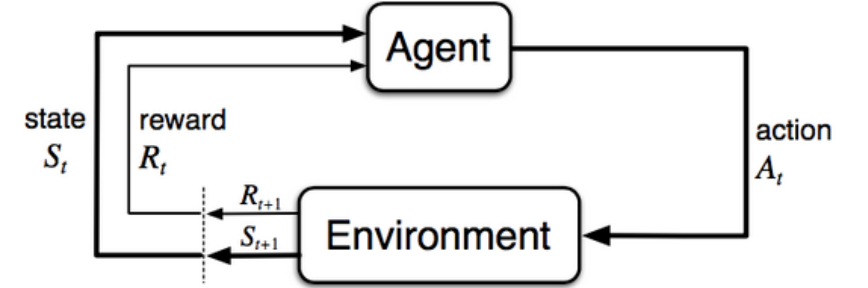 Agent
state
S_t
reward
R_t
action
A_t
R_{t+1}
S_{t+1}
Environment